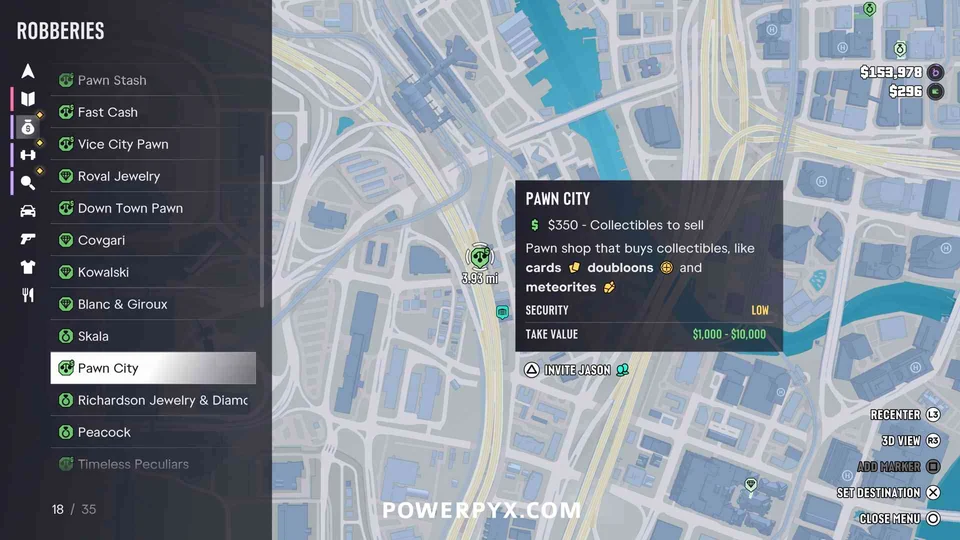 ROBBERIES
Pawn Stash
Fast Cash
Vice City Pawn
Roval Jewelry
Down Town Pawn
Covgari
Kowalski
Blanc & Giroux
Skala
Pawn City
Richardson Jewelry & Diamo
Peacock
Timeless Peculiars
18 / 35
$153,978
$296
3.93 mi
PAWN CITY
$350 - Collectibles to sell
Pawn shop that buys collectibles, like
cards doubloons and
meteorites
SECURITY LOW
TAKE VALUE $1,000 - $10,000
INVITE JASON
RECENTER L3
3D VIEW R3
ADD MARKER
SET DESTINATION
CLOSE MENU
POWERPYX.COM